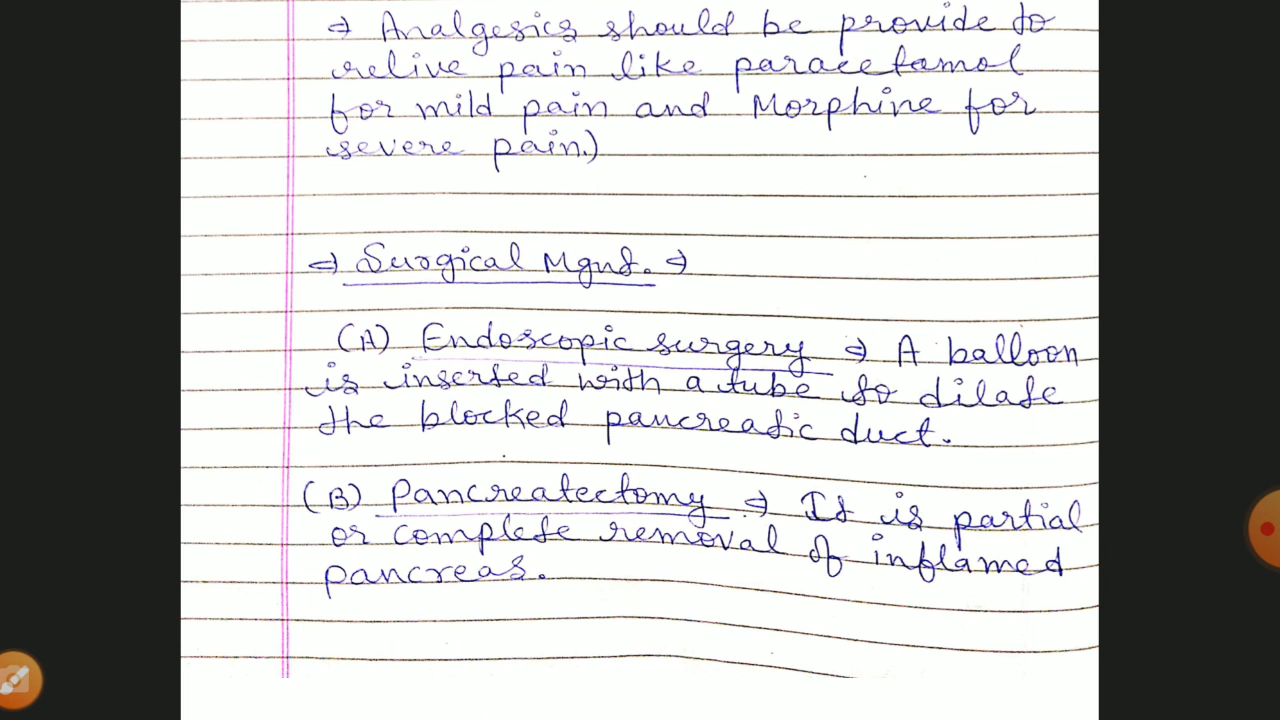 ⇒ Analgesics should be provide to
relive pain like paracetamol
for mild pain and Morphine for
severe pain.)
⇒ Surgical Mgnt. ⇒
(A) Endoscopic surgery ⇒ A balloon
is inserted with a tube to dilate
the blocked pancreatic duct.
(B) Pancreatectomy ⇒ It is partial
or complete removal of inflamed
pancreas.